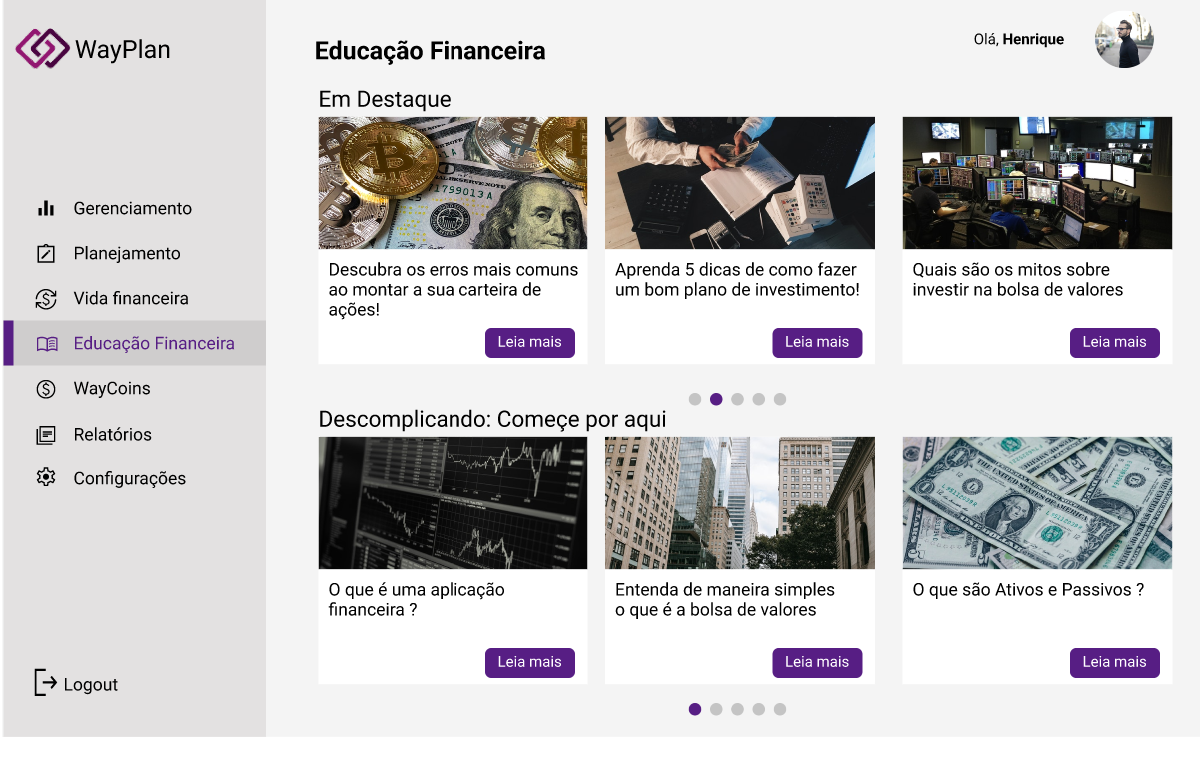 WayPlan
Gerenciamento
Planejamento
Vida financeira
Educação Financeira
WayCoins
Relatórios
Configurações
Logout
Educação Financeira
Olá, Henrique
Em Destaque
Descubra os erros mais comuns
ao montar a sua carteira de
ações!
Leia mais
Aprenda 5 dicas de como fazer
um bom plano de investimento!
Leia mais
Quais são os mitos sobre
investir na bolsa de valores
Leia mais
Descomplicando: Começe por aqui
O que é uma aplicação
financeira ?
Leia mais
Entenda de maneira simples
o que é a bolsa de valores
Leia mais
O que são Ativos e Passivos ?
Leia mais